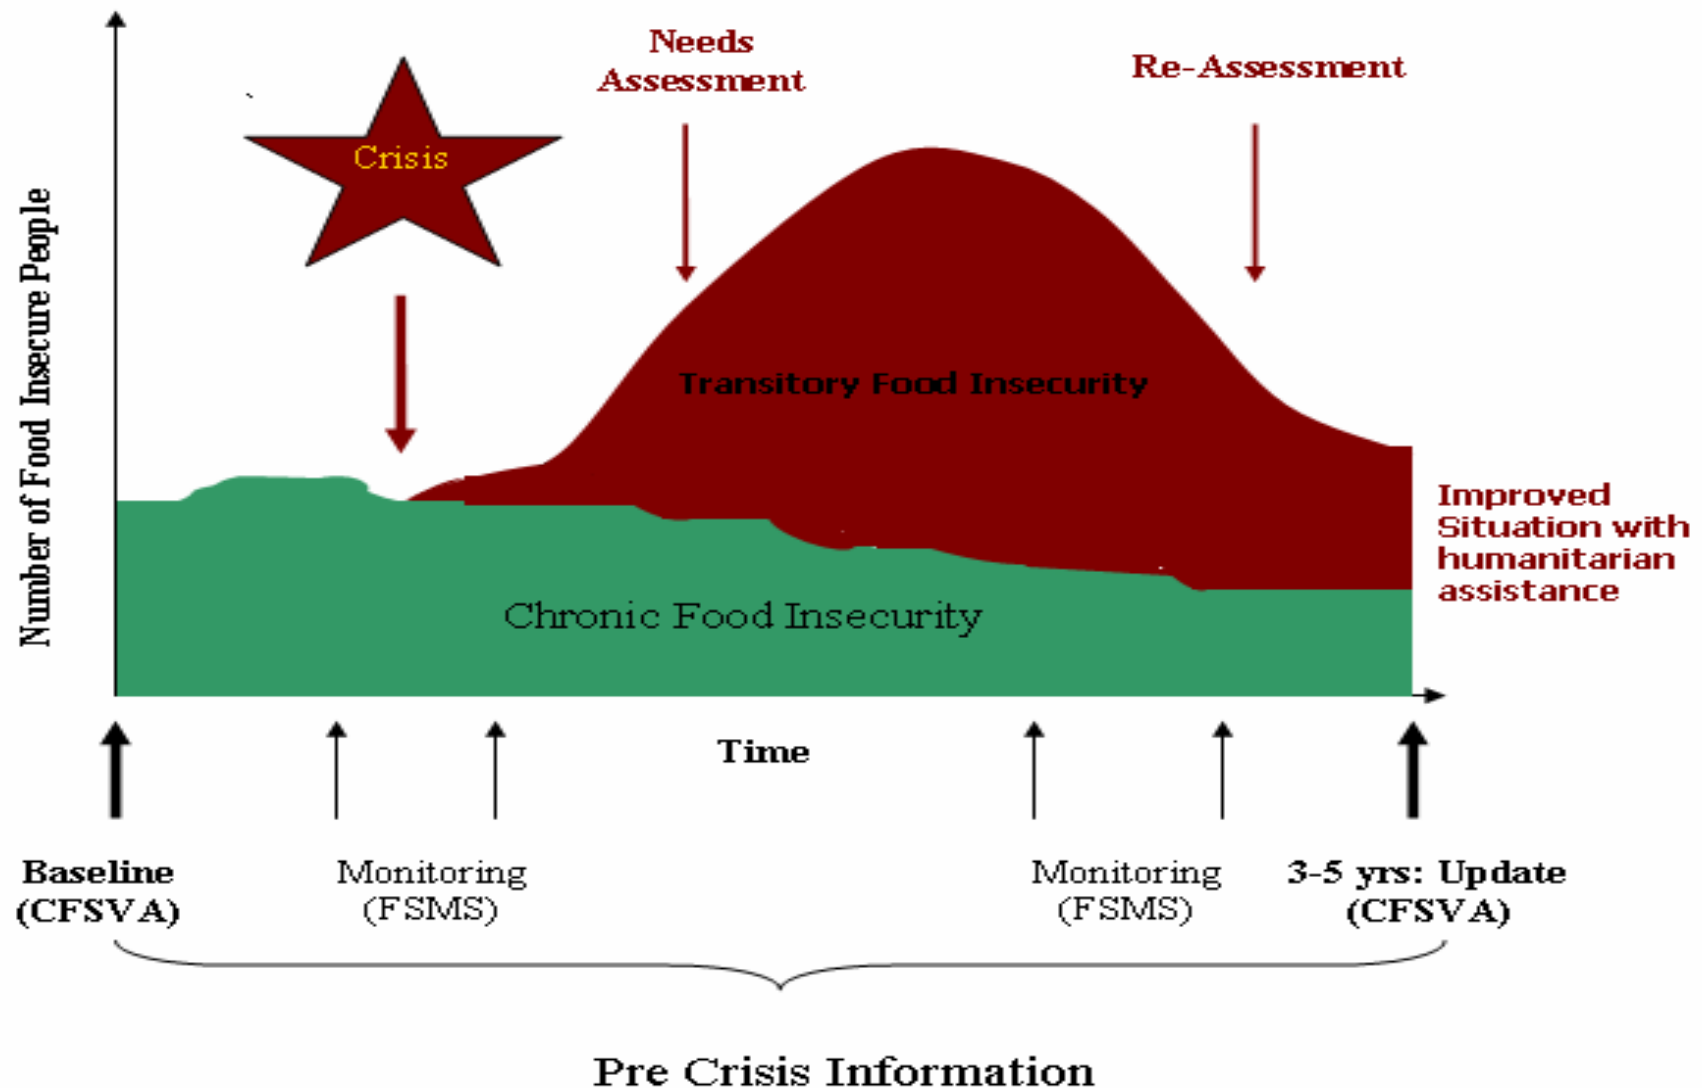 Needs
Assessment
Re-Assessment
Crisis
Number of Food Insecure People
Transitory Food Insecurity
Improved
Situation with
humanitarian
assistance
Chronic Food Insecurity
Time
Baseline
(CFSVA)
Monitoring
(FSMS)
Monitoring
(FSMS)
3-5 yrs: Update
(CFSVA)
Pre Crisis Information